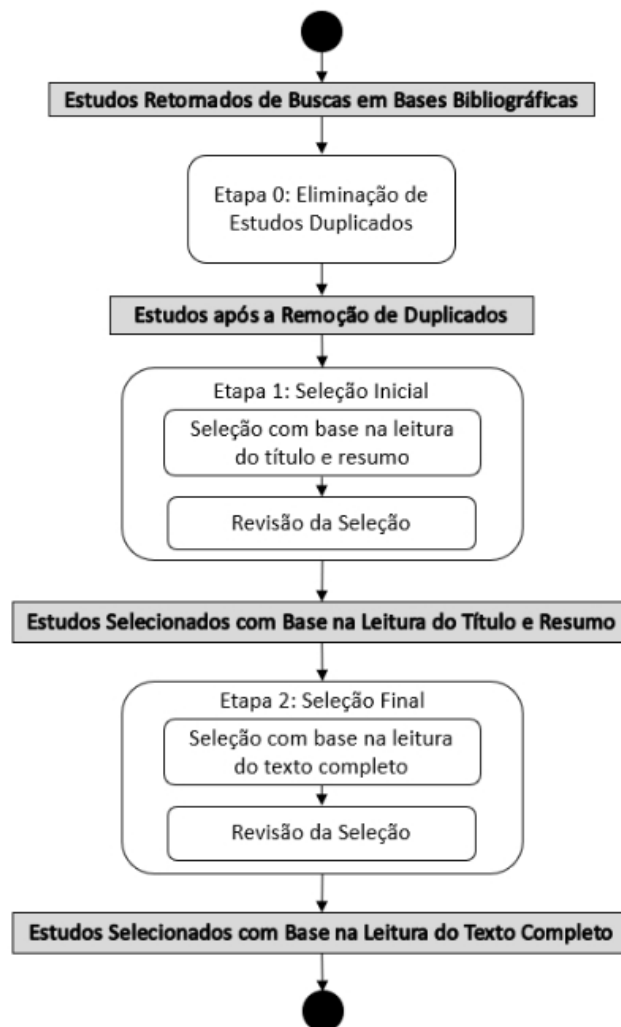 Estudos Retornados de Buscas em Bases Bibliográficas
Etapa 0: Eliminação de
Estudos Duplicados
Estudos após a Remoção de Duplicados
Etapa 1: Seleção Inicial
Seleção com base na leitura
do título e resumo
Revisão da Seleção
Estudos Selecionados com Base na Leitura do Título e Resumo
Etapa 2: Seleção Final
Seleção com base na leitura
do texto completo
Revisão da Seleção
Estudos Selecionados com Base na Leitura do Texto Completo